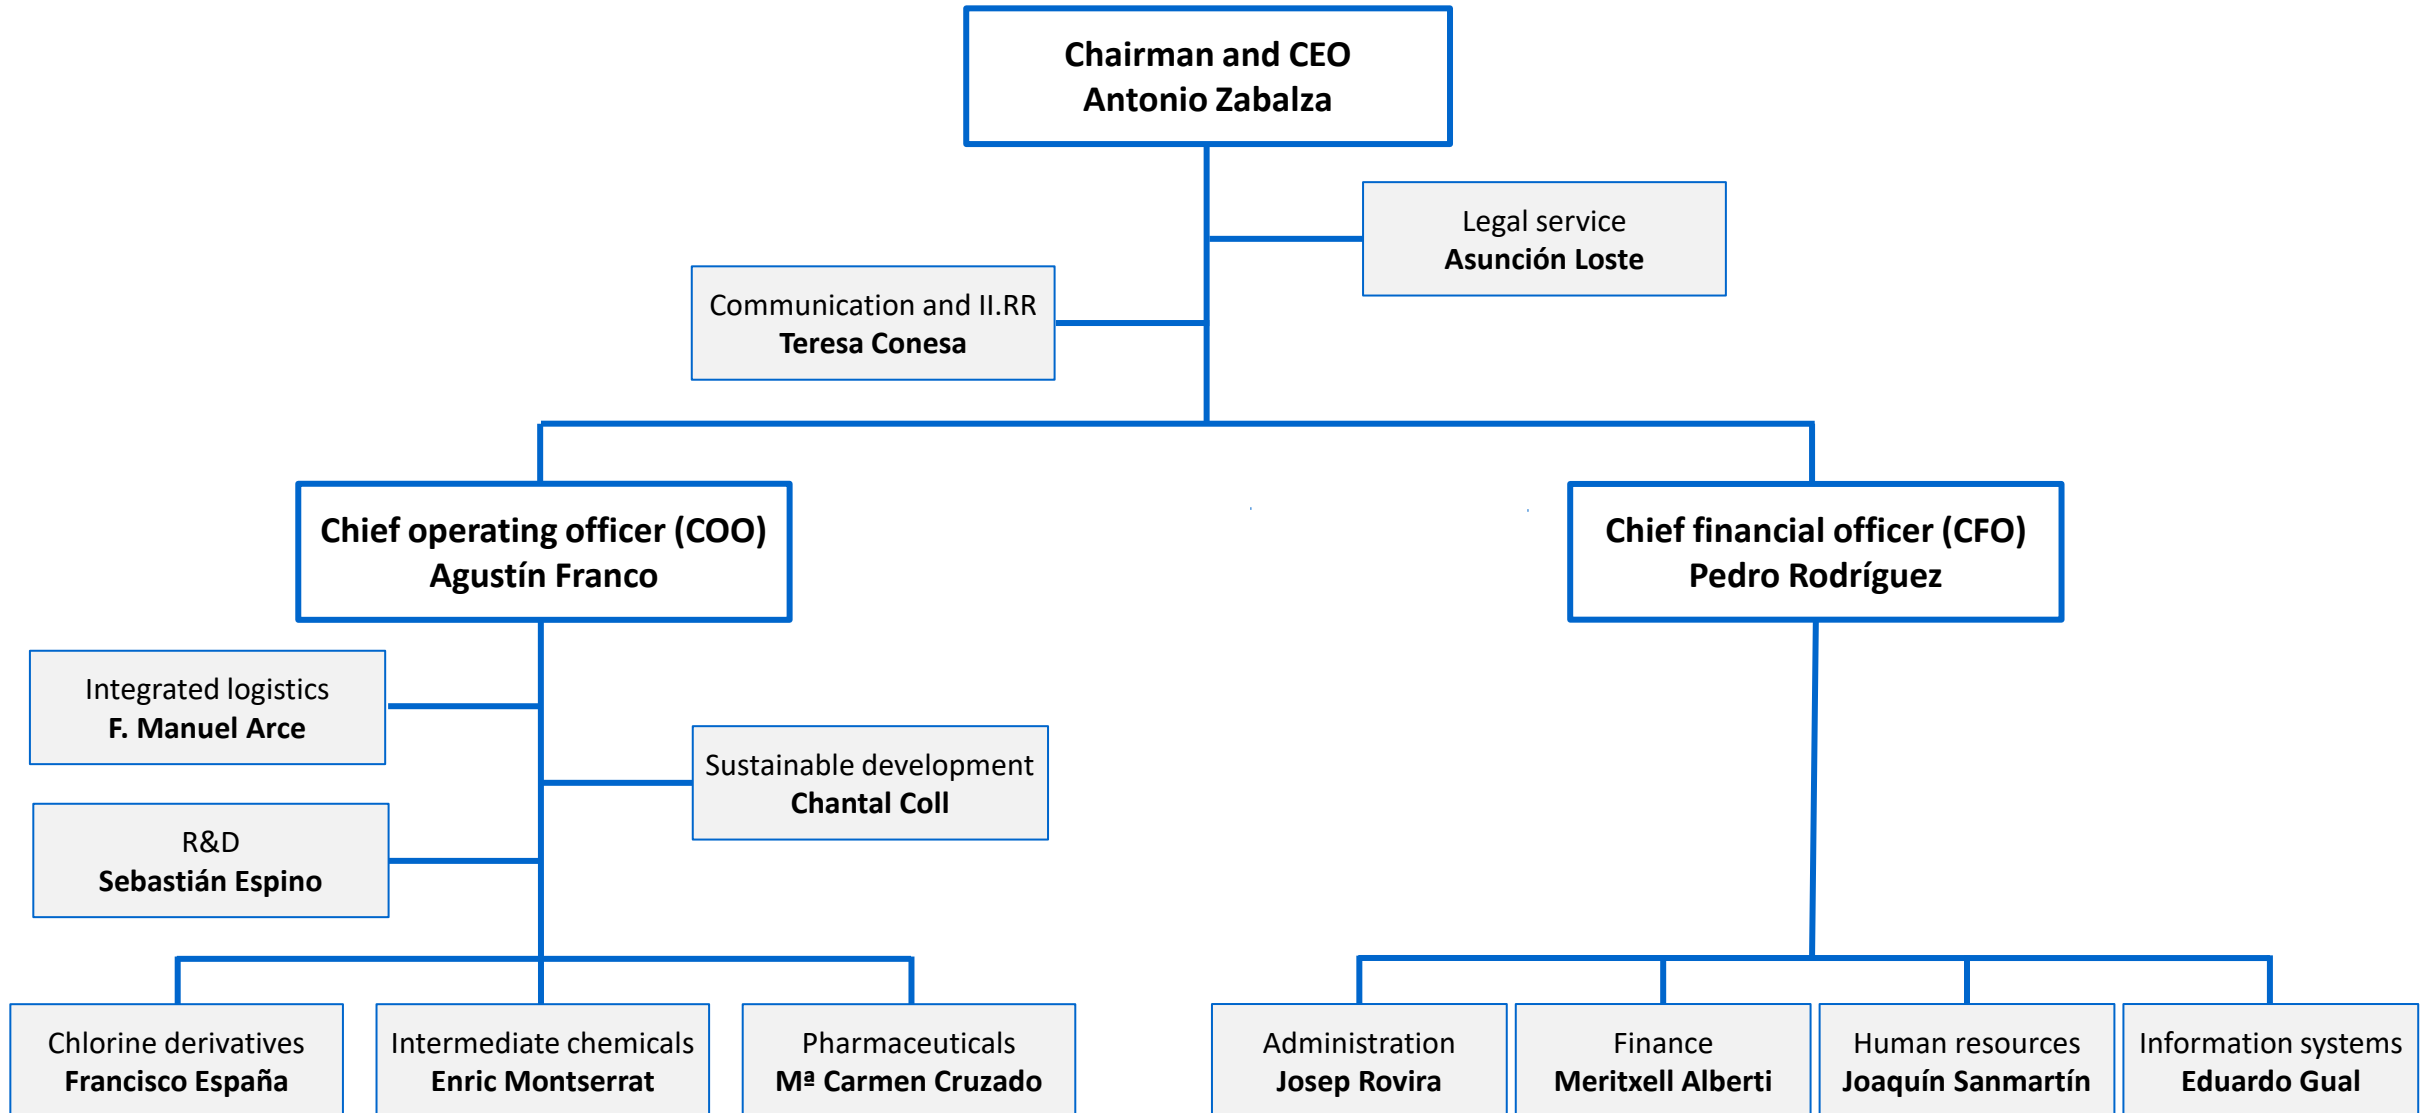 Chairman and CEO
Antonio Zabalza
Legal service
Asunción Loste
Communication and II.RR
Teresa Conesa
Chief operating officer (COO)
Agustín Franco
Chief financial officer (CFO)
Pedro Rodríguez
Integrated logistics
F. Manuel Arce
Sustainable development
Chantal Coll
R&D
Sebastián Espino
Chlorine derivatives
Francisco España
Intermediate chemicals
Enric Montserrat
Pharmaceuticals
Mª Carmen Cruzado
Administration
Josep Rovira
Finance
Meritxell Alberti
Human resources
Joaquín Sanmartín
Information systems
Eduardo Gual